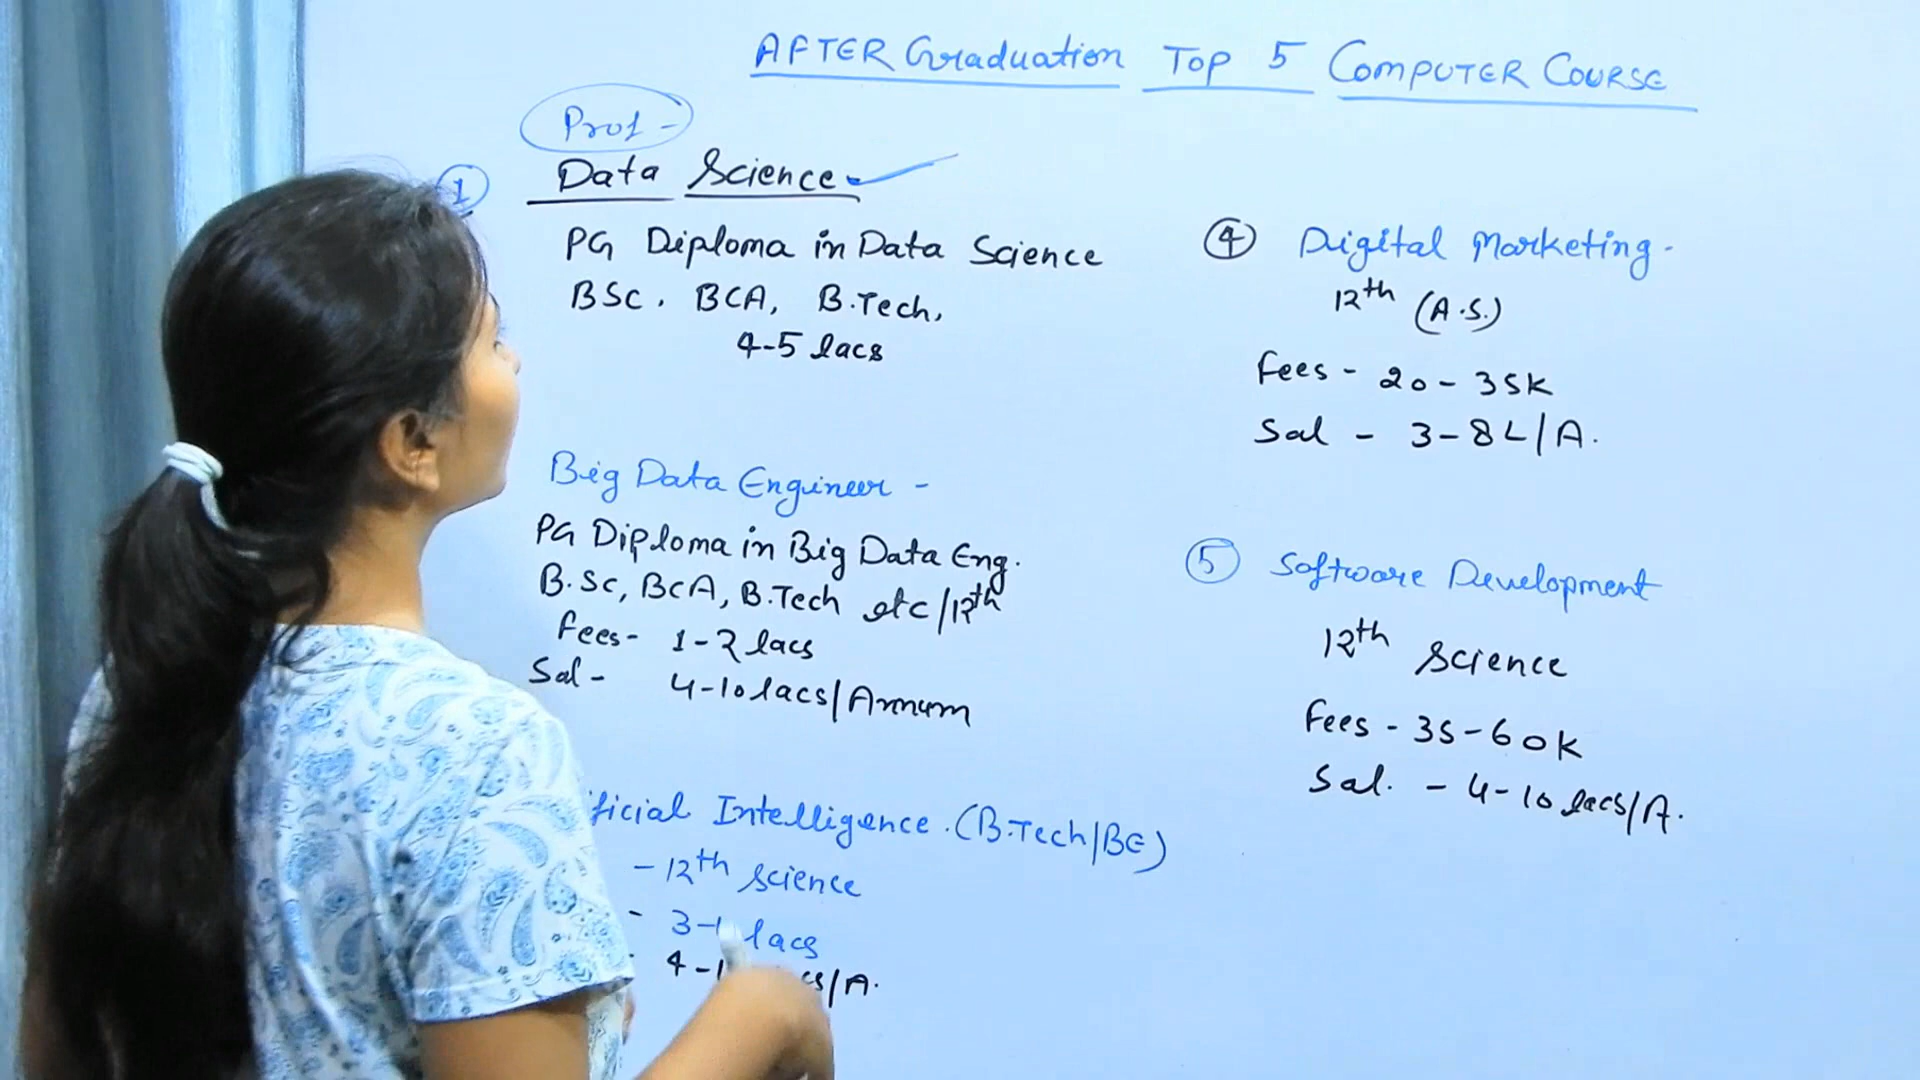 AFTER Graduation Top 5 COMPUTER COURSE
Prof -
1 Data Science
PG Diploma in Data Science
BSc. BCA, B.Tech,
4-5 lacs
Big Data Engineer -
PG Diploma in Big Data Eng.
B.Sc, BCA, B.Tech etc/12th
Fees- 1-2 lacs
Sal- 4-10 lacs/Annum
ificial Intelligence. (B.Tech/BE)
- 12th Science
- 3- lacs
4-1 cs/A.
4 Digital Marketing -
12th (A.S.)
Fees - 20 - 35K
Sal - 3-8L/A.
5 Software Development
12th Science
Fees - 35-60K
Sal. - 4-10 lacs/A.